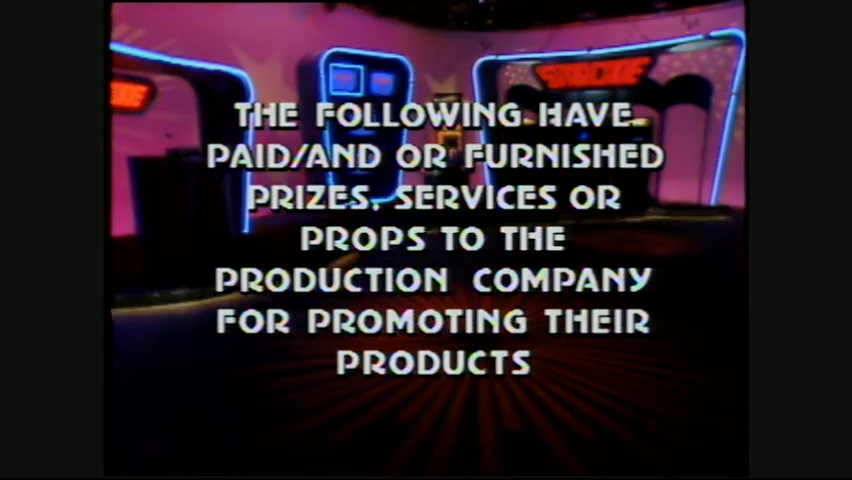 THE FOLLOWING HAVE
PAID/AND OR FURNISHED
PRIZES, SERVICES OR
PROPS TO THE
PRODUCTION COMPANY
FOR PROMOTING THEIR
PRODUCTS